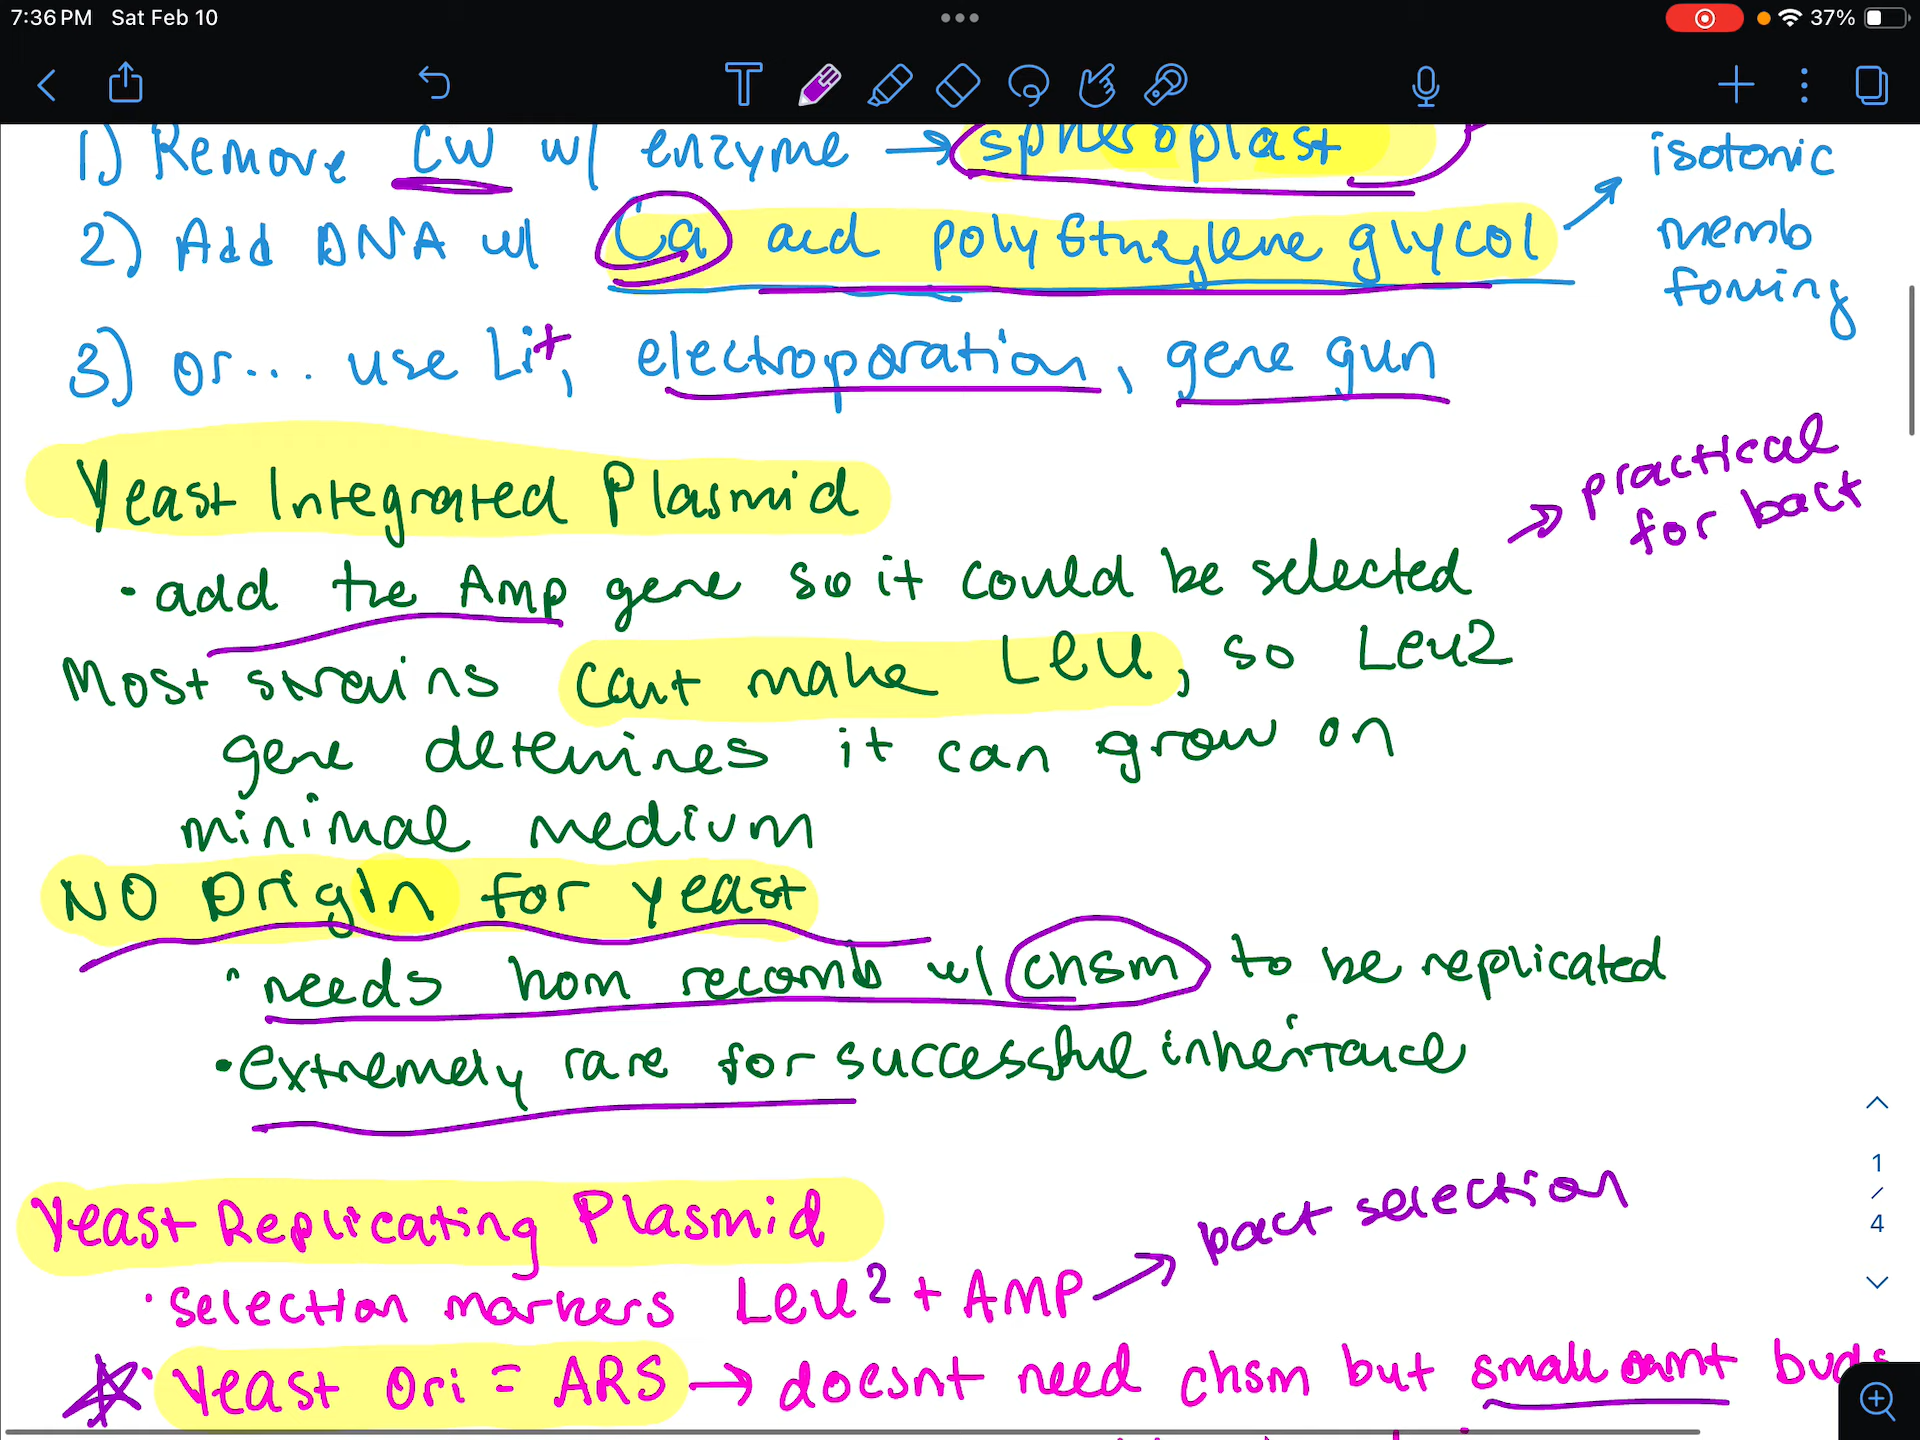 7:36 PM Sat Feb 10
37%
1) Remove CW w/ enzyme → spheroplast
isotonic
2) Add DNA w/ Ca and polyethylene glycol
memb
forming
3) or... use Li+, electroporation, gene gun
practical
for bact
Yeast Integrated Plasmid
• add the Amp gene so it could be selected
Most strains can't make LEU, so Leu2
gene determines it can grow on
minimal medium
NO Origin for yeast
• needs hom recomb w/ chsm to be replicated
• extremely rare for successful inheritance
Yeast Replicating Plasmid
bact selection
• selection markers Leu2 + AMP →
• Yeast Ori = ARS → doesnt need chsm but small amnt buds
1
/
4